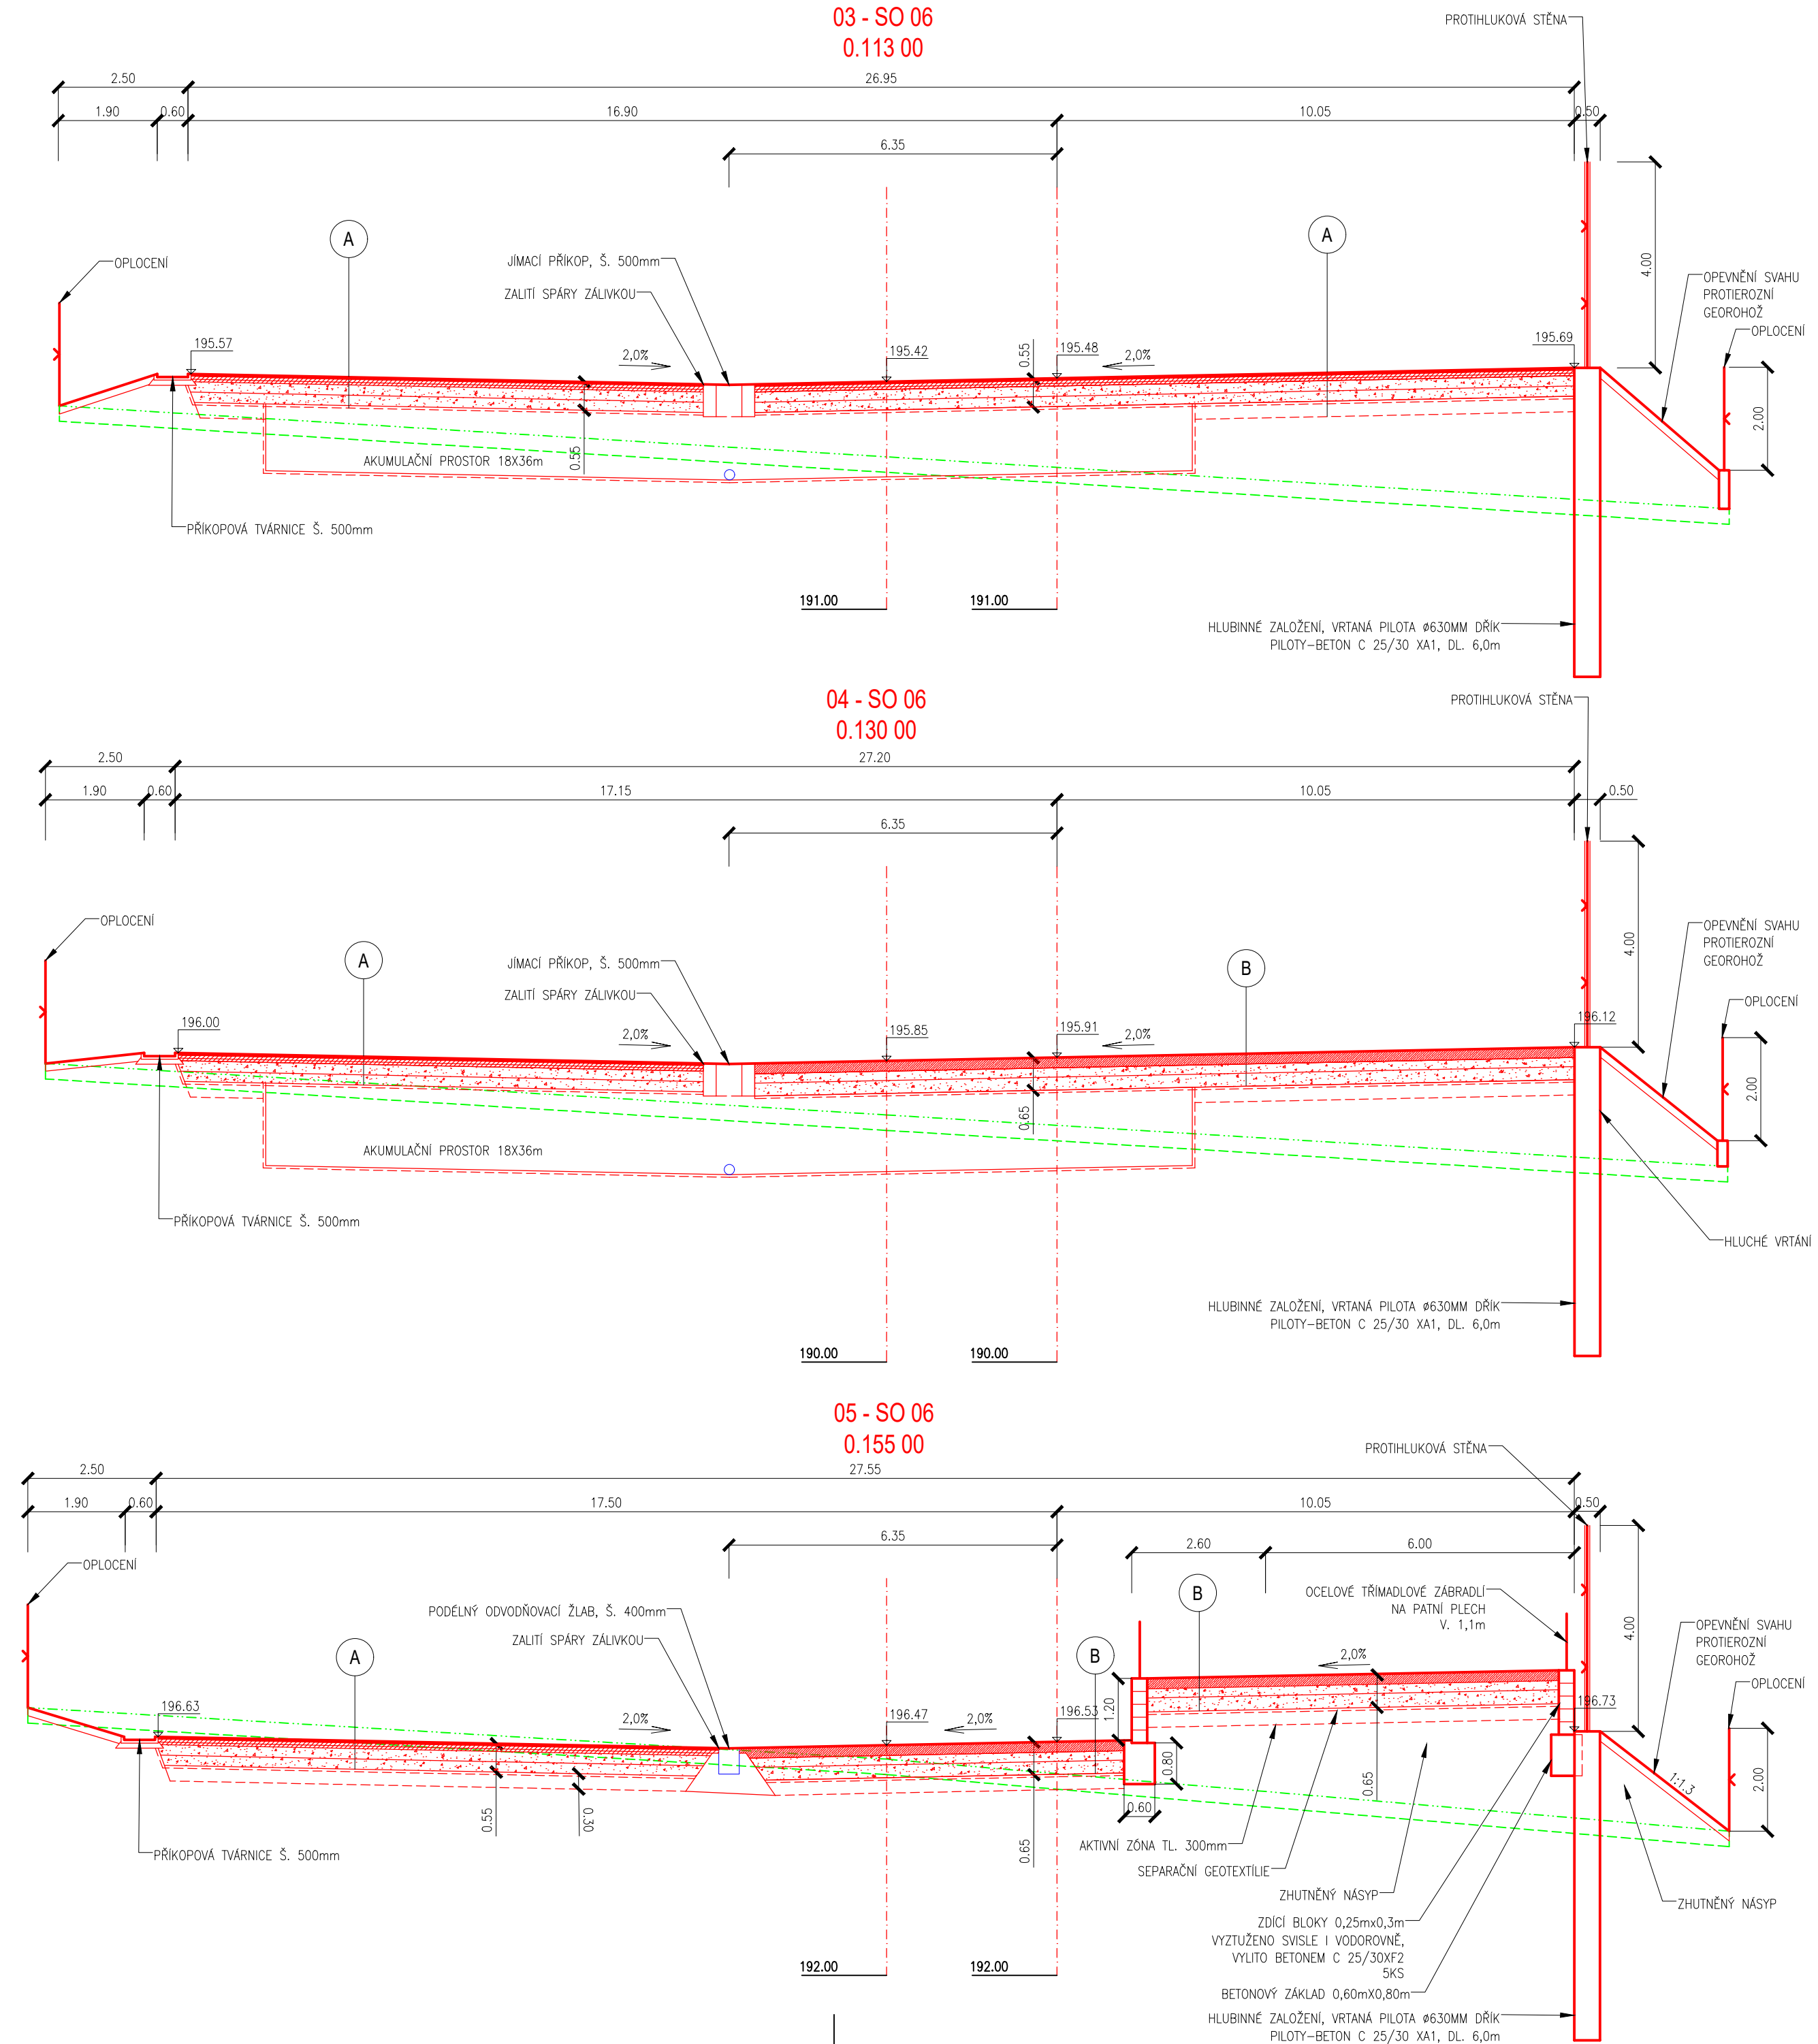 03 - SO 06
0.113 00
PROTIHLUKOVÁ STĚNA
2.50
26.95
1.90
0.60
16.90
10.05
0.50
6.35
A
A
4.00
OPLOCENÍ
JÍMACÍ PŘÍKOP, Š. 500mm
ZALITÍ SPÁRY ZÁLIVKOU
OPEVNĚNÍ SVAHU
PROTIEROZNÍ
GEOROHOŽ
OPLOCENÍ
195.57
2,0%
195.42
0.55
195.48
2,0%
195.69
2.00
AKUMULAČNÍ PROSTOR 18X36m
0.55
PŘÍKOPOVÁ TVÁRNICE Š. 500mm
191.00
191.00
HLUBINNÉ ZALOŽENÍ, VRTANÁ PILOTA Ø630MM DŘÍK
PILOTY-BETON C 25/30 XA1, DL. 6,0m
04 - SO 06
0.130 00
PROTIHLUKOVÁ STĚNA
2.50
27.20
1.90
0.60
17.15
10.05
0.50
6.35
OPLOCENÍ
4.00
OPEVNĚNÍ SVAHU
PROTIEROZNÍ
GEOROHOŽ
A
JÍMACÍ PŘÍKOP, Š. 500mm
B
ZALITÍ SPÁRY ZÁLIVKOU
OPLOCENÍ
196.00
2,0%
195.85
195.91
2,0%
196.12
2.00
0.65
AKUMULAČNÍ PROSTOR 18X36m
PŘÍKOPOVÁ TVÁRNICE Š. 500mm
HLUCHÉ VRTÁNÍ
HLUBINNÉ ZALOŽENÍ, VRTANÁ PILOTA Ø630MM DŘÍK
PILOTY-BETON C 25/30 XA1, DL. 6,0m
190.00
190.00
05 - SO 06
0.155 00
PROTIHLUKOVÁ STĚNA
2.50
27.55
1.90
0.60
17.50
10.05
0.50
6.35
2.60
6.00
OPLOCENÍ
B
OCELOVÉ TŘÍMADLOVÉ ZÁBRADLÍ
NA PATNÍ PLECH
V. 1,1m
4.00
PODÉLNÝ ODVODŇOVACÍ ŽLAB, Š. 400mm
ZALITÍ SPÁRY ZÁLIVKOU
OPEVNĚNÍ SVAHU
PROTIEROZNÍ
GEOROHOŽ
A
B
2,0%
OPLOCENÍ
196.63
2,0%
196.47
2,0%
196.53
1.20
196.73
0.80
0.65
1:1.3
2.00
0.55
0.30
0.65
0.60
AKTIVNÍ ZÓNA TL. 300mm
PŘÍKOPOVÁ TVÁRNICE Š. 500mm
SEPARAČNÍ GEOTEXTÍLIE
ZHUTNĚNÝ NÁSYP
ZHUTNĚNÝ NÁSYP
ZDÍCÍ BLOKY 0,25mx0,3m
VYZTUŽENO SVISLE I VODOROVNĚ,
VYLITO BETONEM C 25/30XF2
5KS
192.00
192.00
BETONOVÝ ZÁKLAD 0,60mX0,80m
HLUBINNÉ ZALOŽENÍ, VRTANÁ PILOTA Ø630MM DŘÍK
PILOTY-BETON C 25/30 XA1, DL. 6,0m